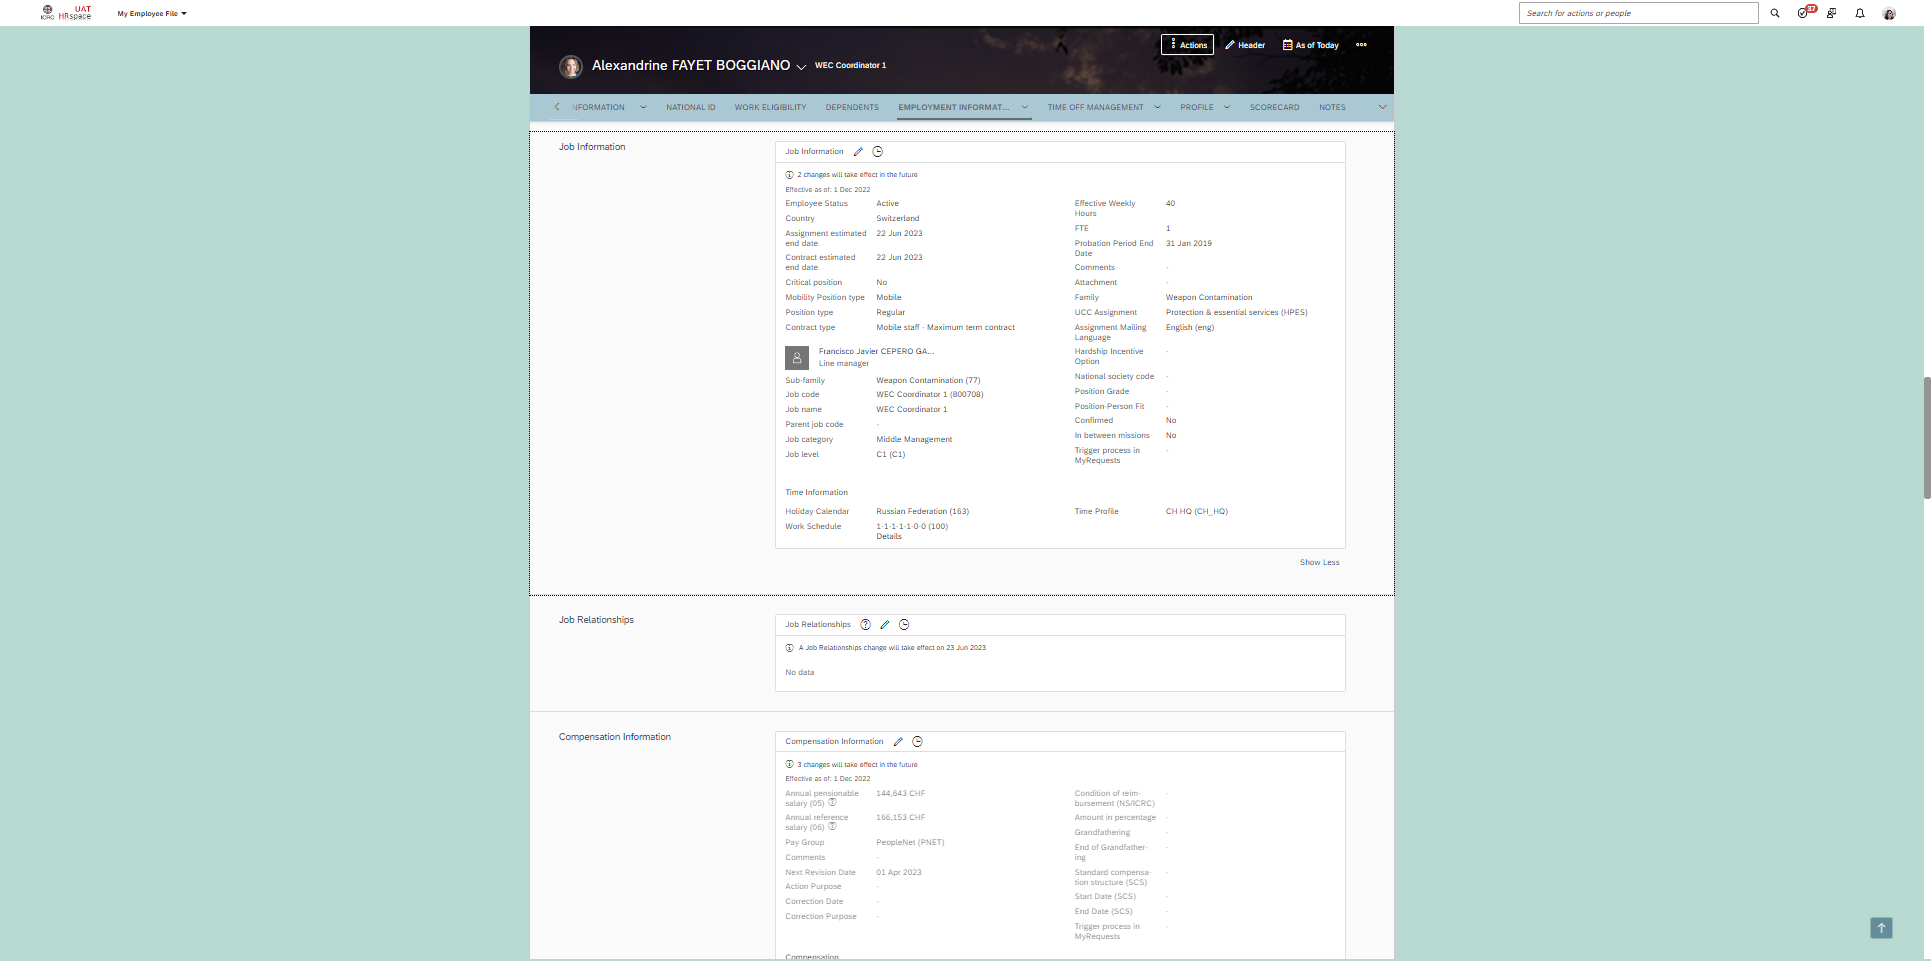 ICRC UAT HRspace My Employee File Search for actions or people 37
Actions Header As of Today
Alexandrine FAYET BOGGIANO WEC Coordinator 1
NFORMATION NATIONAL ID WORK ELIGIBILITY DEPENDENTS EMPLOYMENT INFORMAT... TIME OFF MANAGEMENT PROFILE SCORECARD NOTES
Job Information
Job Information
2 changes will take effect in the future
Effective as of: 1 Dec 2022
Employee Status Active
Country Switzerland
Assignment estimated end date 22 Jun 2023
Contract estimated end date 22 Jun 2023
Critical position No
Mobility Position type Mobile
Position type Regular
Contract type Mobile staff - Maximum term contract
Francisco Javier CEPERO GA...
Line manager
Sub-family Weapon Contamination (77)
Job code WEC Coordinator 1 (800708)
Job name WEC Coordinator 1
Parent job code -
Job category Middle Management
Job level C1 (C1)
Effective Weekly Hours 40
FTE 1
Probation Period End Date 31 Jan 2019
Comments -
Attachment -
Family Weapon Contamination
UCC Assignment Protection & essential services (HPES)
Assignment Mailing Language English (eng)
Hardship Incentive Option -
National society code -
Position Grade -
Position-Person Fit -
Confirmed No
In between missions No
Trigger process in MyRequests -
Time Information
Holiday Calendar Russian Federation (163)
Work Schedule 1-1-1-1-1-0-0 (100)
Details
Time Profile CH HQ (CH_HQ)
Show Less
Job Relationships
Job Relationships
A Job Relationships change will take effect on 23 Jun 2023
No data
Compensation Information
Compensation Information
3 changes will take effect in the future
Effective as of: 1 Dec 2022
Annual pensionable salary (05) 144,643 CHF
Annual reference salary (06) 166,153 CHF
Pay Group PeopleNet (PNET)
Comments -
Next Revision Date 01 Apr 2023
Action Purpose -
Correction Date -
Correction Purpose -
Condition of reim-
bursement (NS/ICRC) -
Amount in percentage -
Grandfathering -
End of Grandfather-
ing -
Standard compensa-
tion structure (SCS) -
Start Date (SCS) -
End Date (SCS) -
Trigger process in MyRequests -
Compensation